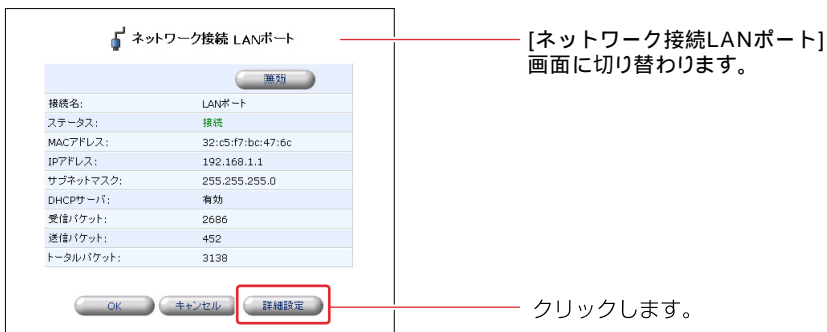 ネットワーク接続 LANポート
[ネットワーク接続LANポート]
画面に切り替わります。
無効
接続名: LANポート
ステータス: 接続
MACアドレス: 32:c5:f7:bc:47:6c
IPアドレス: 192.168.1.1
サブネットマスク: 255.255.255.0
DHCPサーバ: 有効
受信パケット: 2686
送信パケット: 452
トータルパケット: 3138
OK キャンセル 詳細設定
クリックします。